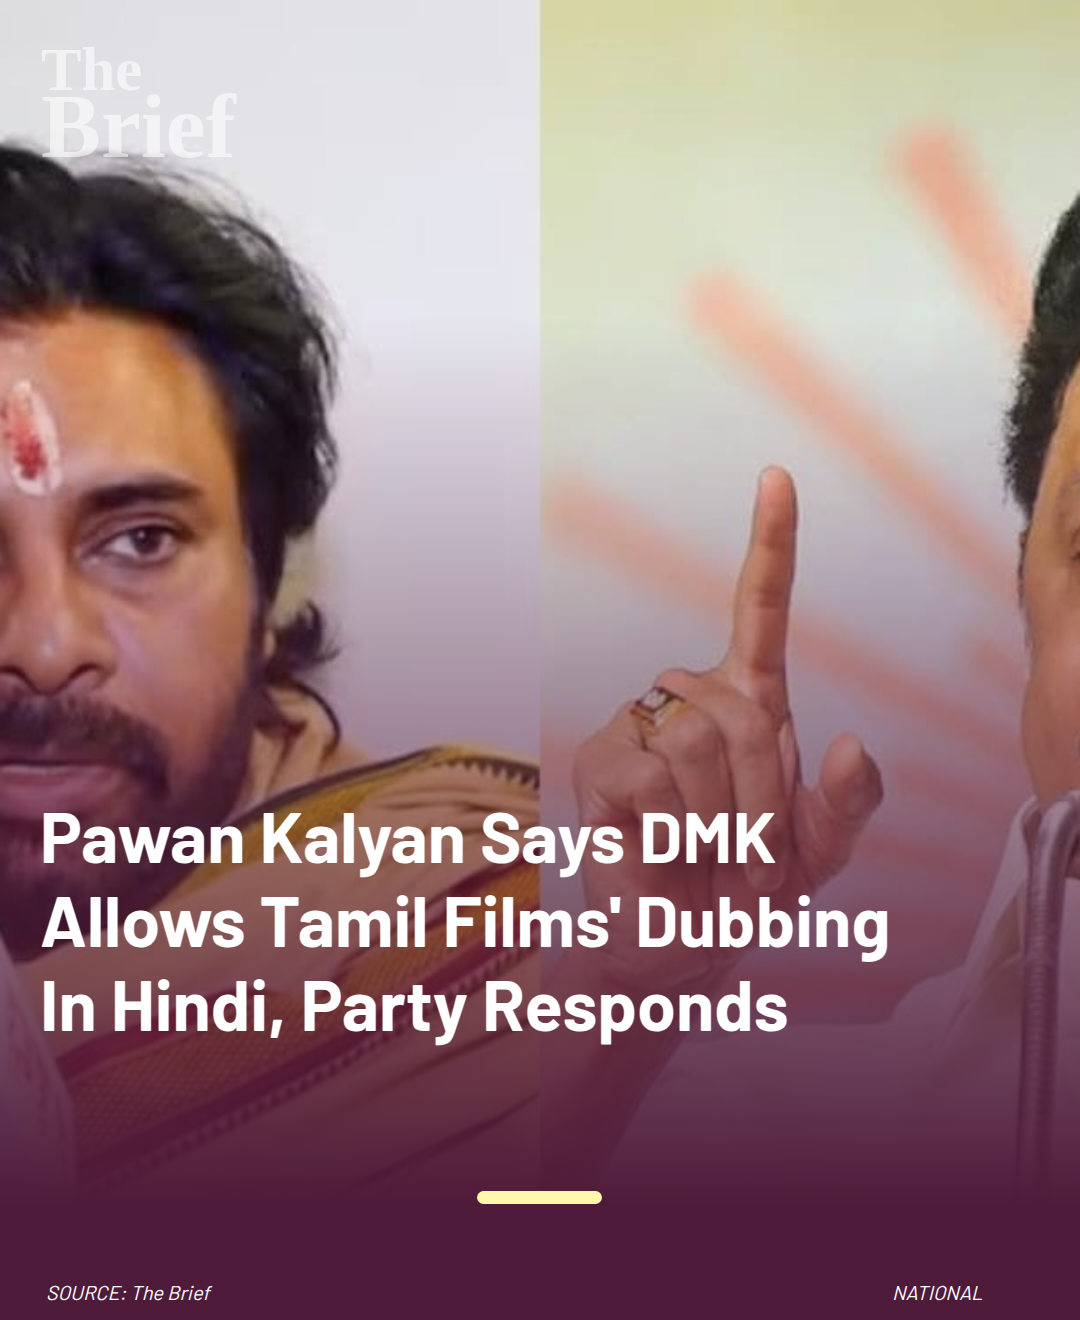 The
Brief
Pawan Kalyan Says DMK
Allows Tamil Films' Dubbing
In Hindi, Party Responds
SOURCE: The Brief
NATIONAL